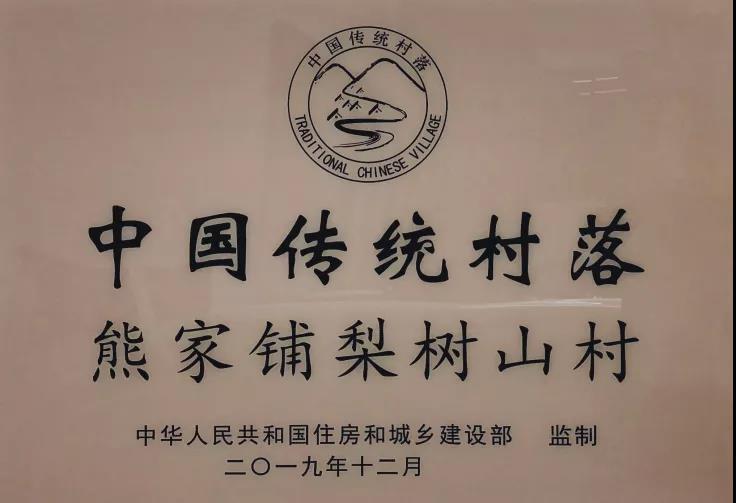 中国传统村落
TRADITIONAL CHINESE VILLAGE
中国传统村落
熊家铺梨树山村
中华人民共和国住房和城乡建设部 监制
二〇一九年十二月